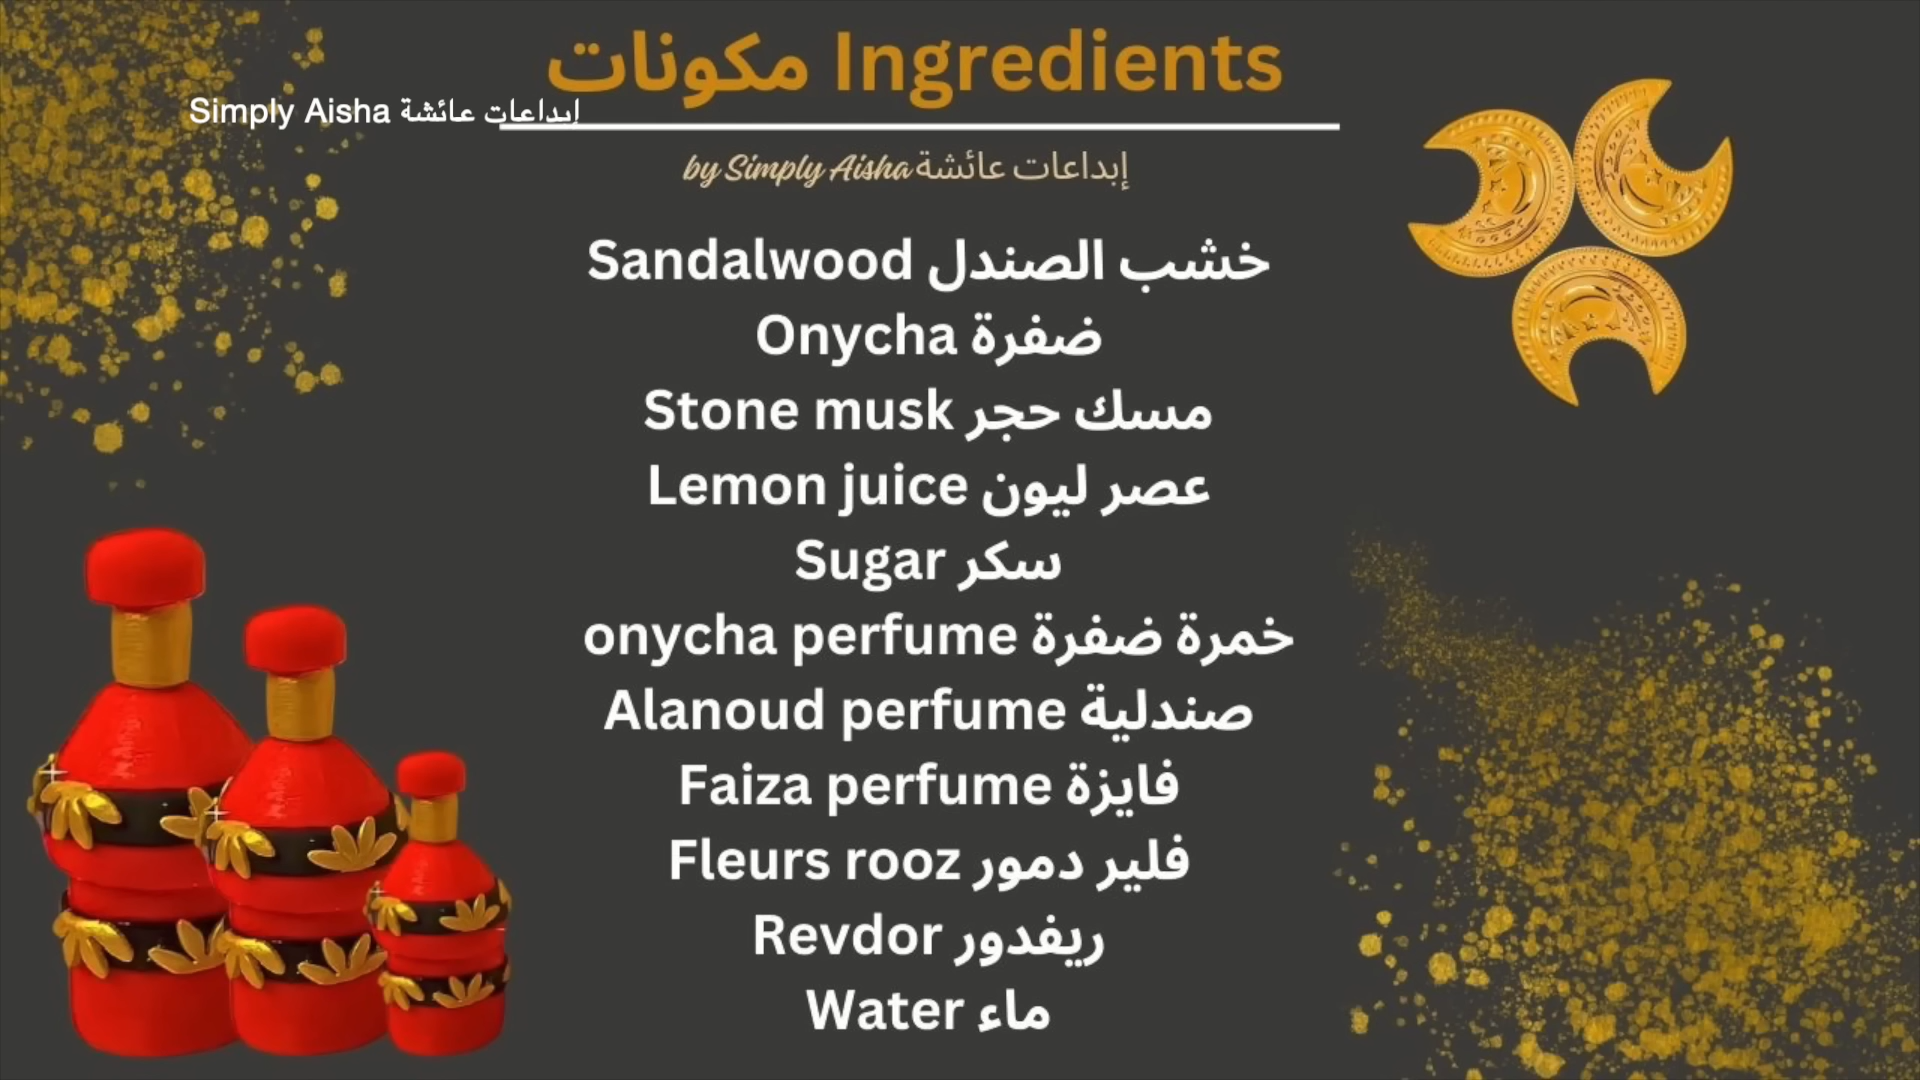 مكونات Ingredients
Simply Aisha إبداعات عائشة
by Simply Aisha إبداعات عائشة
Sandalwood خشب الصندل
Onycha ضفرة
Stone musk مسك حجر
Lemon juice عصر ليون
Sugar سكر
onycha perfume خمرة ضفرة
Alanoud perfume صندلية
Faiza perfume فايزة
Fleurs rooz فلير دمور
Revdor ريفدور
Water ماء